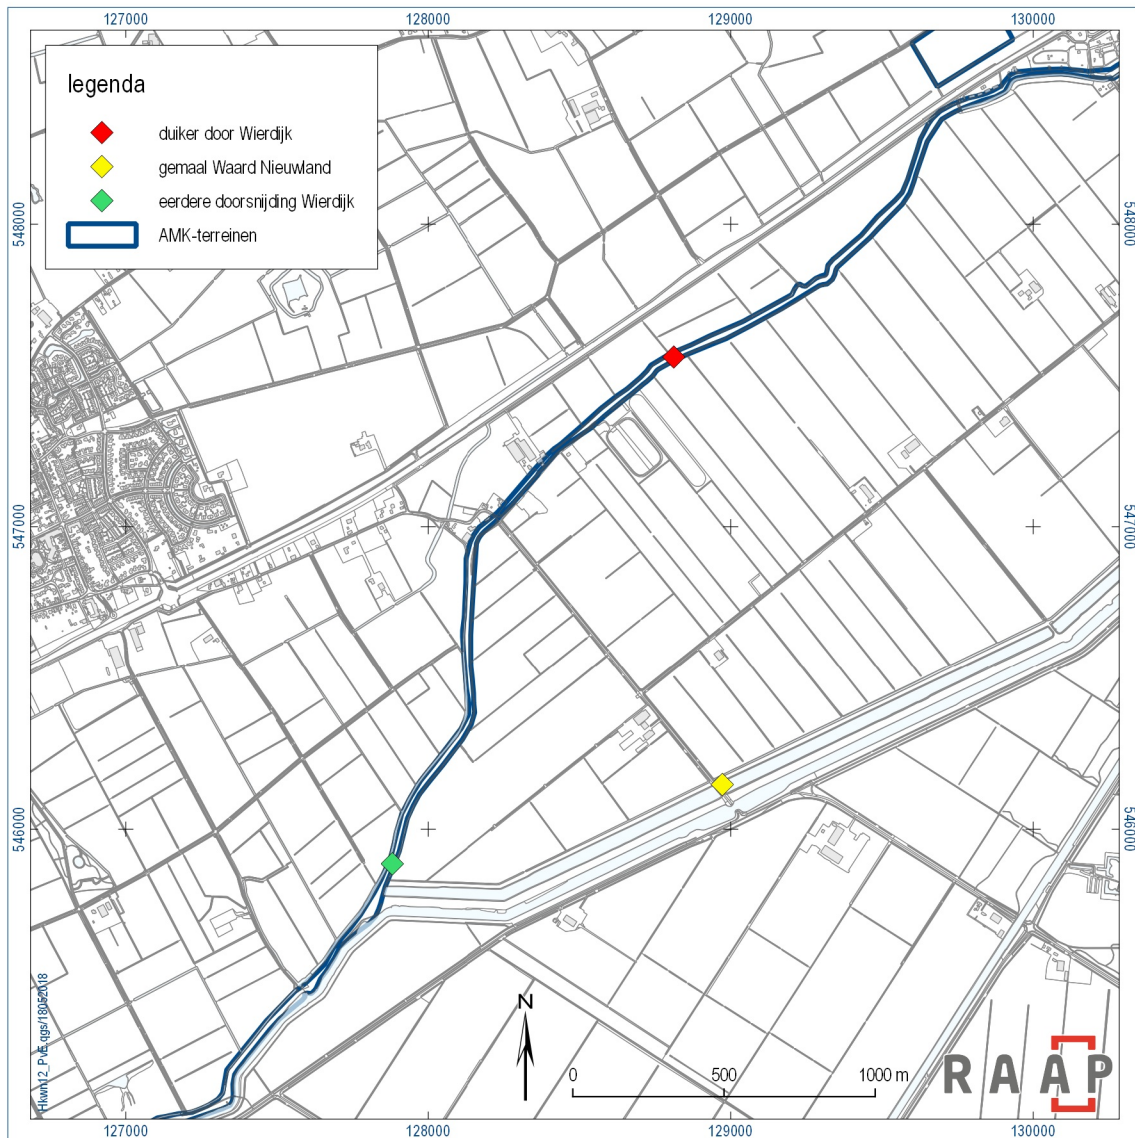 127000 128000 129000 130000
legenda
duiker door Wierdijk
gemaal Waard Nieuwland
eerdere doorsnijding Wierdijk
AMK-terreinen
548000 548000
547000 547000
546000 546000
Hkwn12_PvE.qgs/18052018
N
0 500 1000 m
RAAP
127000 128000 129000 130000